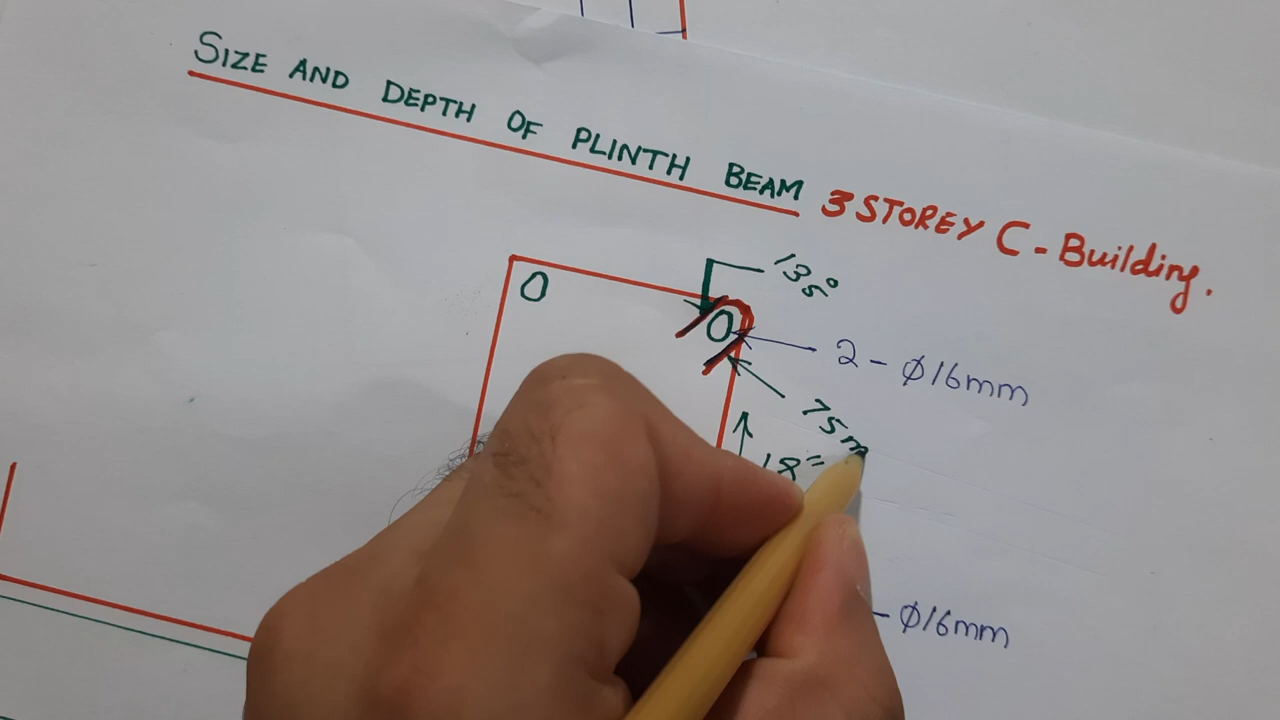 SIZE AND DEPTH OF PLINTH BEAM 3 STOREY C - Building.
135°
2 - Ø16mm
75m
18"
- Ø16mm